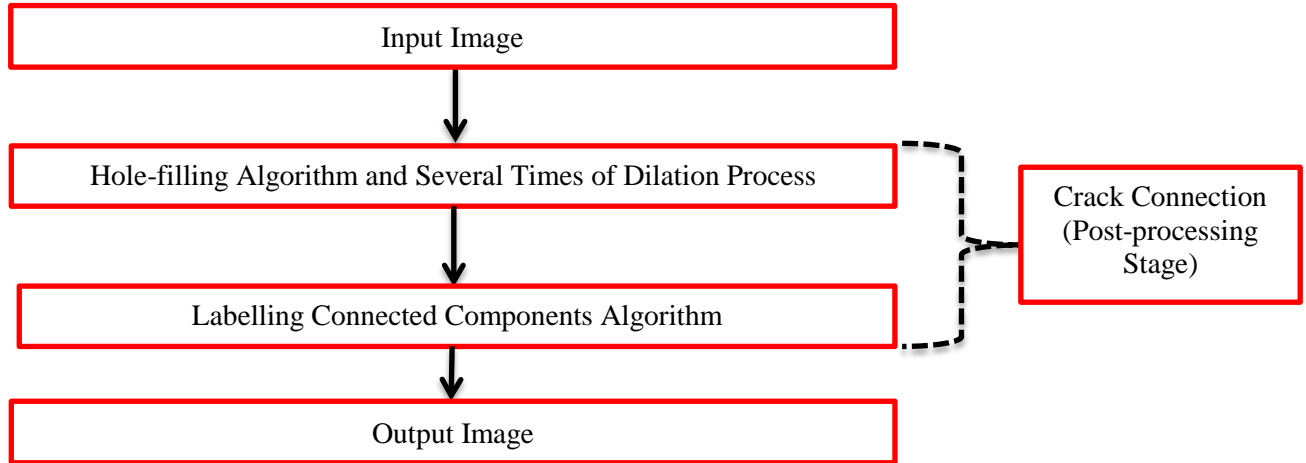 Input Image
Hole-filling Algorithm and Several Times of Dilation Process
Crack Connection
(Post-processing
Stage)
Labelling Connected Components Algorithm
Output Image